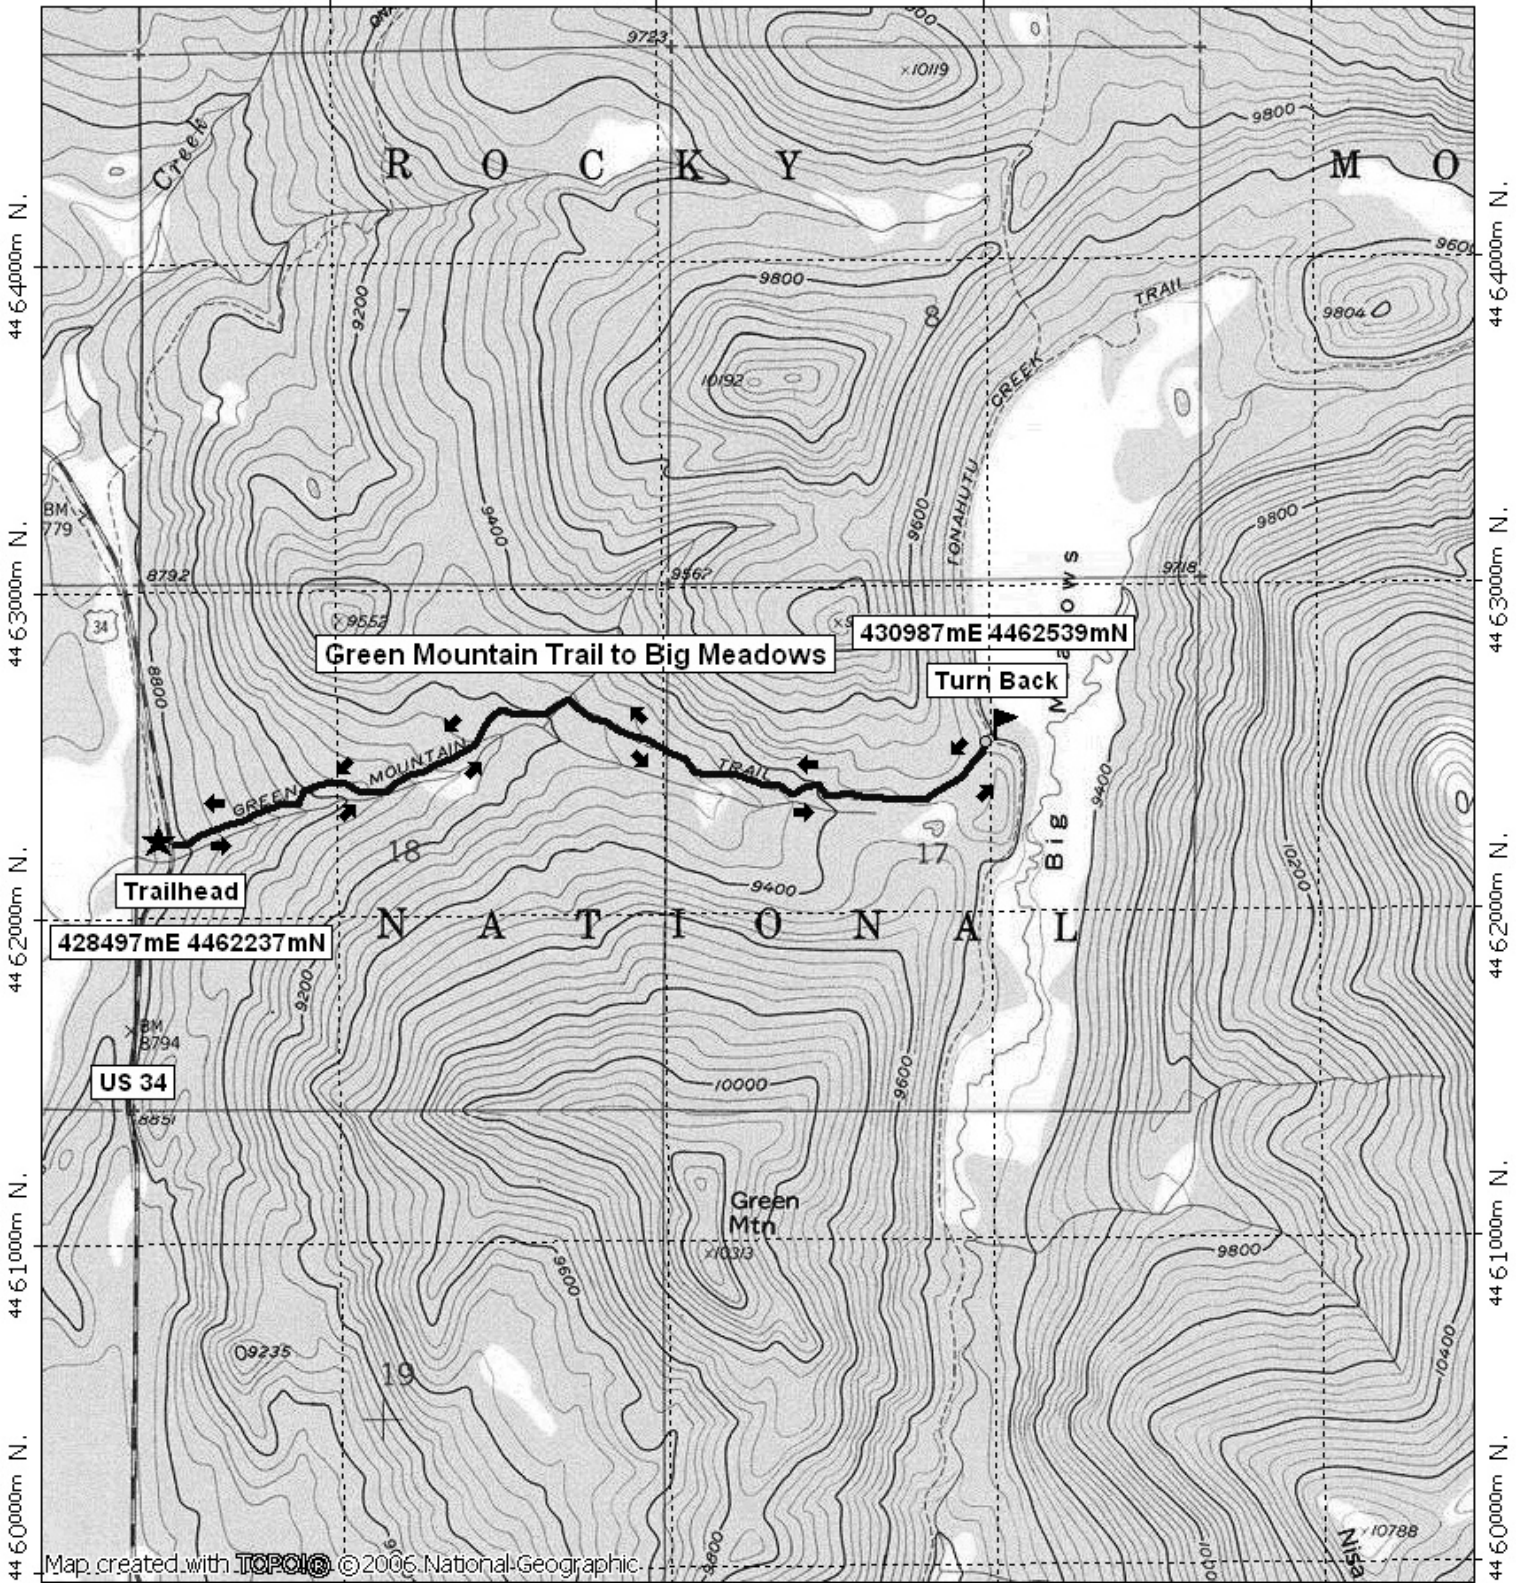 9723
×10119
Creek
R O C K Y
M O
9800
4464000m N.
4464000m N.
9600
9800
9200
7
8
TRAIL
9804
10192
CREEK
9400
9600
TONAHUTU
9800
BM
779
4463000m N.
4463000m N.
8792
9562
9718
34
×9552
430987mE 4462539mN
Green Mountain Trail to Big Meadows
8800
Turn Back
GREEN MOUNTAIN TRAIL
Big
9400
18
17
9400
10200
Trailhead
4462000m N.
4462000m N.
N A T I O N A L
428497mE 4462237mN
9200
BM
8794
US 34
10000
9600
8851
Green
Mtn
×10313
4461000m N.
4461000m N.
9800
9600
9235
19
10400
9800
×10788
4460000m N.
4460000m N.
Map created with TOPO!® ©2006 National Geographic